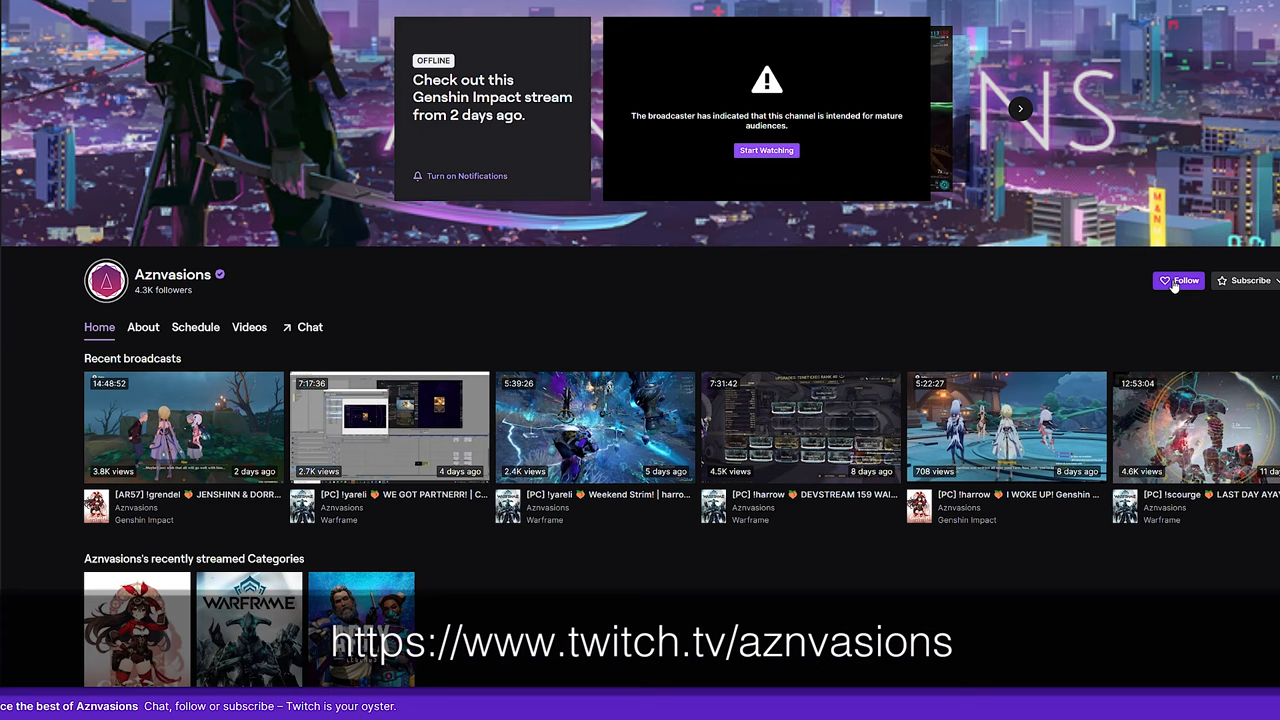 OFFLINE
Check out this
Genshin Impact stream
from 2 days ago.
Turn on Notifications
The broadcaster has indicated that this channel is intended for mature
audiences.
Start Watching
NS
Aznvasions
4.3K followers
Follow
Subscribe
Home About Schedule Videos Chat
Recent broadcasts
14:48:52
7:17:36
5:39:26
7:31:42
5:22:27
12:53:04
3.8K views 2 days ago
2.7K views 4 days ago
2.4K views 5 days ago
4.5K views 8 days ago
708 views 8 days ago
4.6K views 11 da
[AR57] !grendel 🍑 JENSHINN & DORR...
Aznvasions
Genshin Impact
[PC] !yareli 🍑 WE GOT PARTNERR! | C...
Aznvasions
Warframe
[PC] !yareli 🍑 Weekend Strim! | harro...
Aznvasions
Warframe
[PC] !harrow 🍑 DEVSTREAM 159 WAI...
Aznvasions
Warframe
[PC] !harrow 🍑 I WOKE UP! Genshin ...
Aznvasions
Genshin Impact
[PC] !scourge 🍑 LAST DAY AYA
Aznvasions
Warframe
Aznvasions's recently streamed Categories
WARFRAME
https://www.twitch.tv/aznvasions
ce the best of Aznvasions Chat, follow or subscribe – Twitch is your oyster.